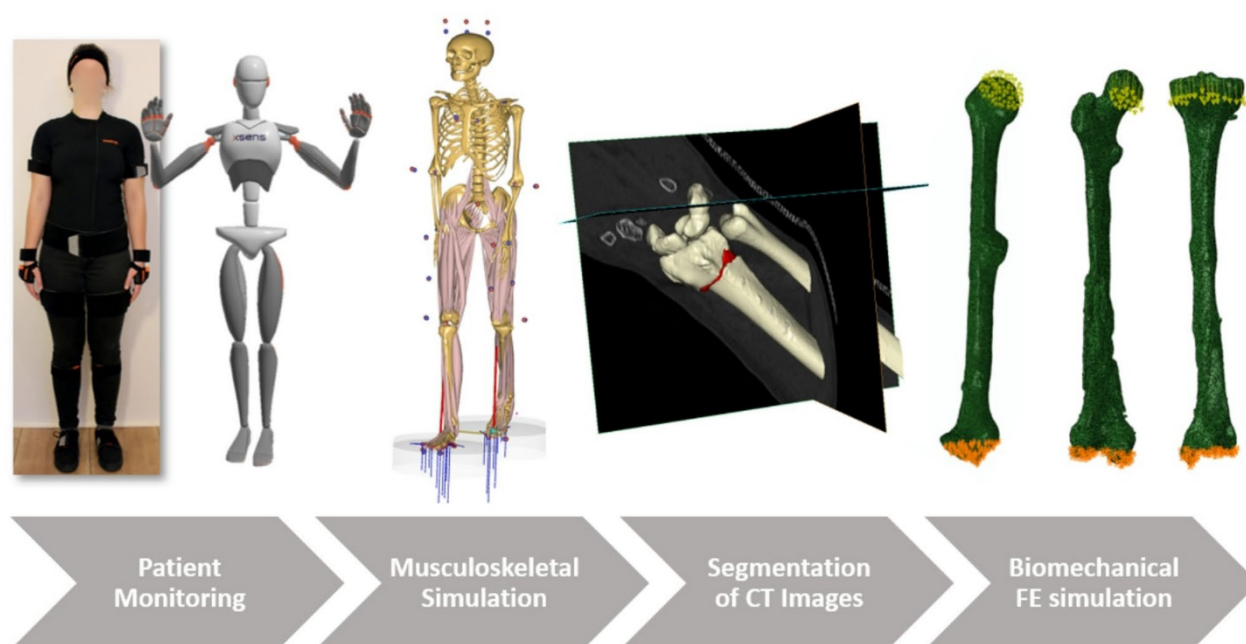 xsens
Patient
Monitoring
Musculoskeletal
Simulation
Segmentation
of CT Images
Biomechanical
FE simulation